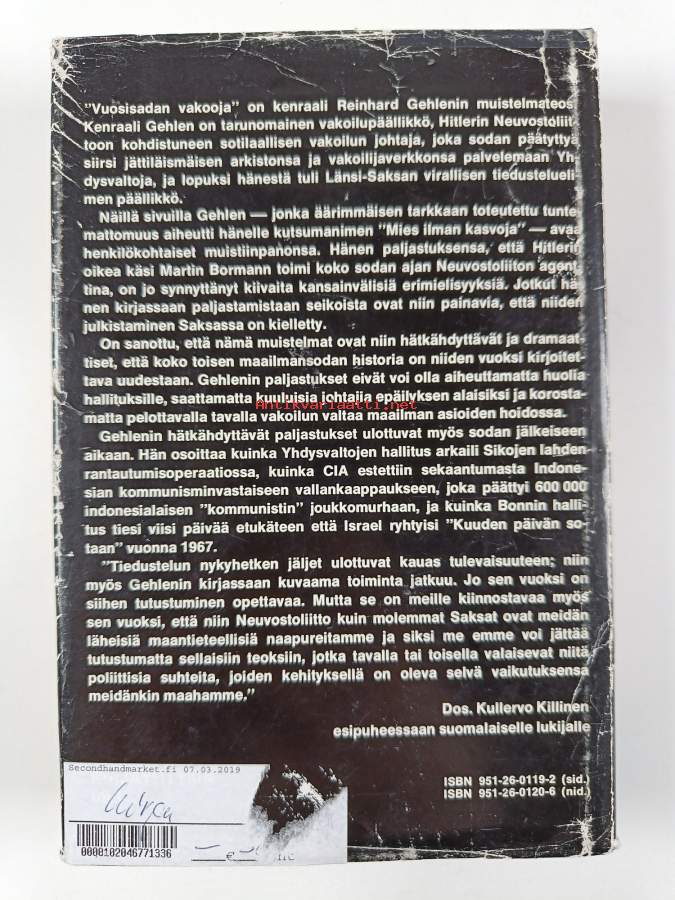 "Vuosisadan vakooja" on kenraali Reinhard Gehlenin muistelmateos
Kenraali Gehlen on tarunomainen vakoilupäällikkö, Hitlerin Neuvostoliit
toon kohdistuneen sotilaallisen vakoilun johtaja, joka sodan päätyttyä
siirsi jättiläismäisen arkistonsa ja vakoilijaverkkonsa palvelemaan Yh
dysvaltoja, ja lopuksi hänestä tuli Länsi-Saksan virallisen tiedustelueli
men päällikkö.
Näillä sivuilla Gehlen — jonka äärimmäisen tarkkaan toteutettu tunte
mattomuus aiheutti hänelle kutsumanimen "Mies ilman kasvoja" — avaa
henkilökohtaiset muistiinpanonsa. Hänen paljastuksensa, että Hitlerin
oikea käsi Martin Bormann toimi koko sodan ajan Neuvostoliiton agent
tina, on jo synnyttänyt kiivaita kansainvälisiä erimielisyyksiä. Jotkut hä
nen kirjassaan paljastamistaan seikoista ovat niin painavia, että niiden
julkistaminen Saksassa on kielletty.
On sanottu, että nämä muistelmat ovat niin hätkähdyttävät ja dramaat
tiset, että koko toisen maailmansodan historia on niiden vuoksi kirjoitet-
tava uudestaan. Gehlenin paljastukset eivät voi olla aiheuttamatta huolia
hallituksille, saattamatta kuuluisia johtajia epäilyksen alaisiksi ja korosta-
matta pelottavalla tavalla vakoilun valtaa maailman asioiden hoidossa.
Antikvariaatti.net
Gehlenin hätkähdyttävät paljastukset ulottuvat myös sodan jälkeiseen
aikaan. Hän osoittaa kuinka Yhdysvaltojen hallitus arkaili Sikojen lahden
rantautumisoperaatiossa, kuinka CIA estettiin sekaantumasta Indone-
sian kommunisminvastaiseen vallankaappaukseen, joka päättyi 600 000
indonesialaisen "kommunistin" joukkomurhaan, ja kuinka Bonnin halli-
tus tiesi viisi päivää etukäteen että Israel ryhtyisi "Kuuden päivän so-
taan" vuonna 1967.
"Tiedustelun nykyhetken jäljet ulottuvat kauas tulevaisuuteen; niin
myös Gehlenin kirjassaan kuvaama toiminta jatkuu. Jo sen vuoksi on
siihen tutustuminen opettavaa. Mutta se on meille kiinnostavaa myös
sen vuoksi, että niin Neuvostoliitto kuin molemmat Saksat ovat meidän
läheisiä maantieteellisiä naapureitamme ja siksi me emme voi jättää
tutustumatta sellaisiin teoksiin, jotka tavalla tai toisella valaisevat niitä
poliittisia suhteita, joiden kehityksellä on oleva selvä vaikutuksensa
meidänkin maahamme."
Dos. Kullervo Killinen
esipuheessaan suomalaiselle lukijalle
ISBN 951-26-0119-2 (sid.)
ISBN 951-26-0120-6 (nid.)
Secondhandmarket.fi 07.03.2019
0000102046771336
€